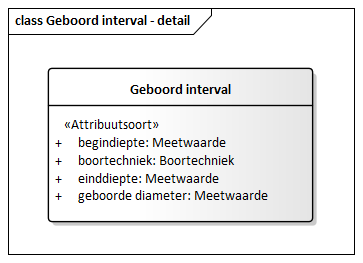 class Geboord interval - detail
Geboord interval
«Attribuutsoort»
+ begindiepte: Meetwaarde
+ boortechniek: Boortechniek
+ einddiepte: Meetwaarde
+ geboorde diameter: Meetwaarde